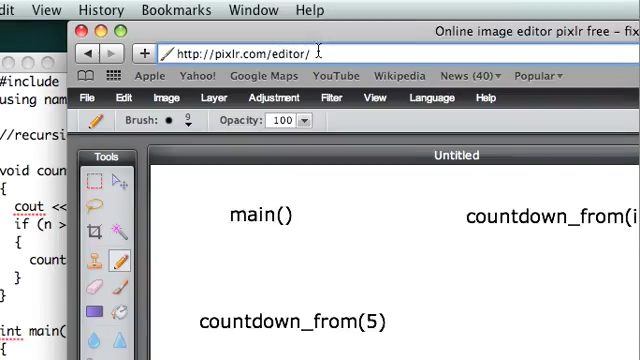 View History Bookmarks Window Help
Online image editor pixlr free - fix
http://pixlr.com/editor/
Apple Yahoo! Google Maps YouTube Wikipedia News (40) Popular
File Edit Image Layer Adjustment Filter View Language Help
Brush: 9 Opacity: 100
Tools
Untitled
#include
using nam
//recursi
void coun
{
cout <<
if (n >
{
count
}
}
int main(
{
main()
countdown_from(i
countdown_from(5)